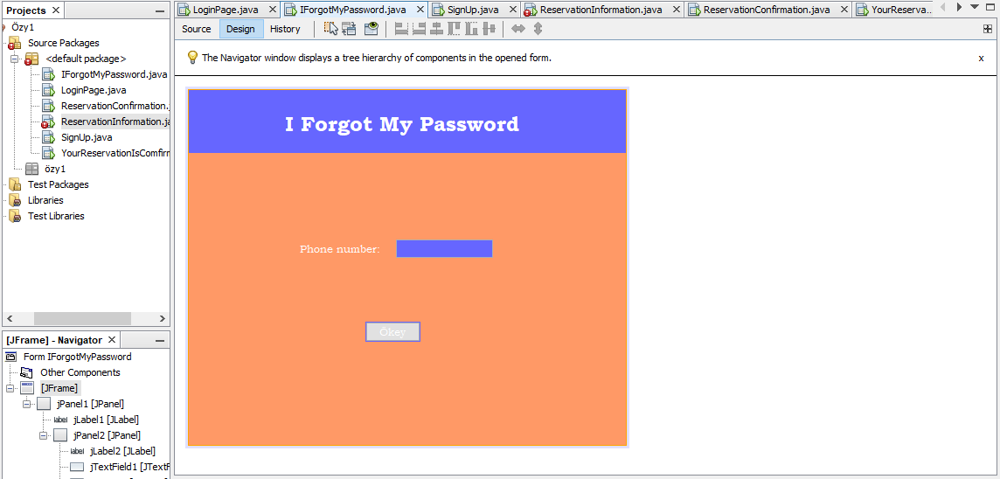 Projects
LoginPage.java IForgotMyPassword.java SignUp.java ReservationInformation.java ReservationConfirmation.java YourReserva...
Özy1
Source Design History
Source Packages
<default package>
IForgotMyPassword.java
LoginPage.java
ReservationConfirmation.
ReservationInformation.ja
SignUp.java
YourReservationIsComfirm
özy1
Test Packages
Libraries
Test Libraries
The Navigator window displays a tree hierarchy of components in the opened form. x
I Forgot My Password
Phone number:
Ökey
[JFrame] - Navigator
Form IForgotMyPassword
Other Components
[JFrame]
jPanel1 [JPanel]
label jLabel1 [JLabel]
jPanel2 [JPanel]
label jLabel2 [JLabel]
jTextField1 [JTextF